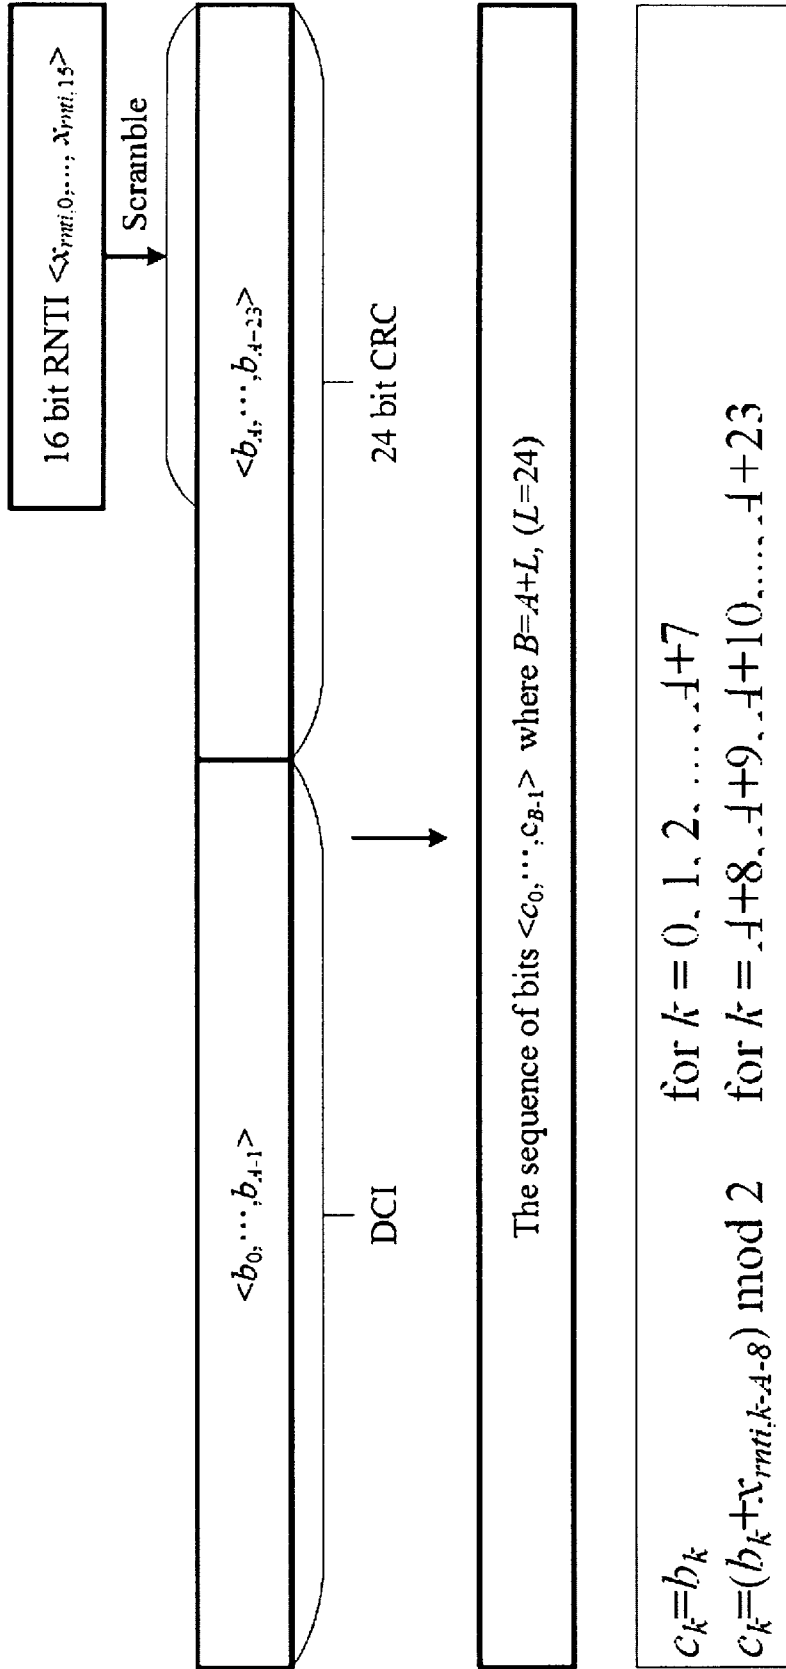 16 bit RNTI <x_rnti,0,…, x_rnti,15>
Scramble
<b_0,…,b_A-1>
<b_A,…,b_A-23>
DCI
24 bit CRC
The sequence of bits <c_0,…,c_B-1> where B=A+L, (L=24)
c_k=b_k for k = 0, 1, 2, …, A+7
c_k=(b_k+x_rnti,k-A-8) mod 2 for k = A+8, A+9, A+10, …, A+23